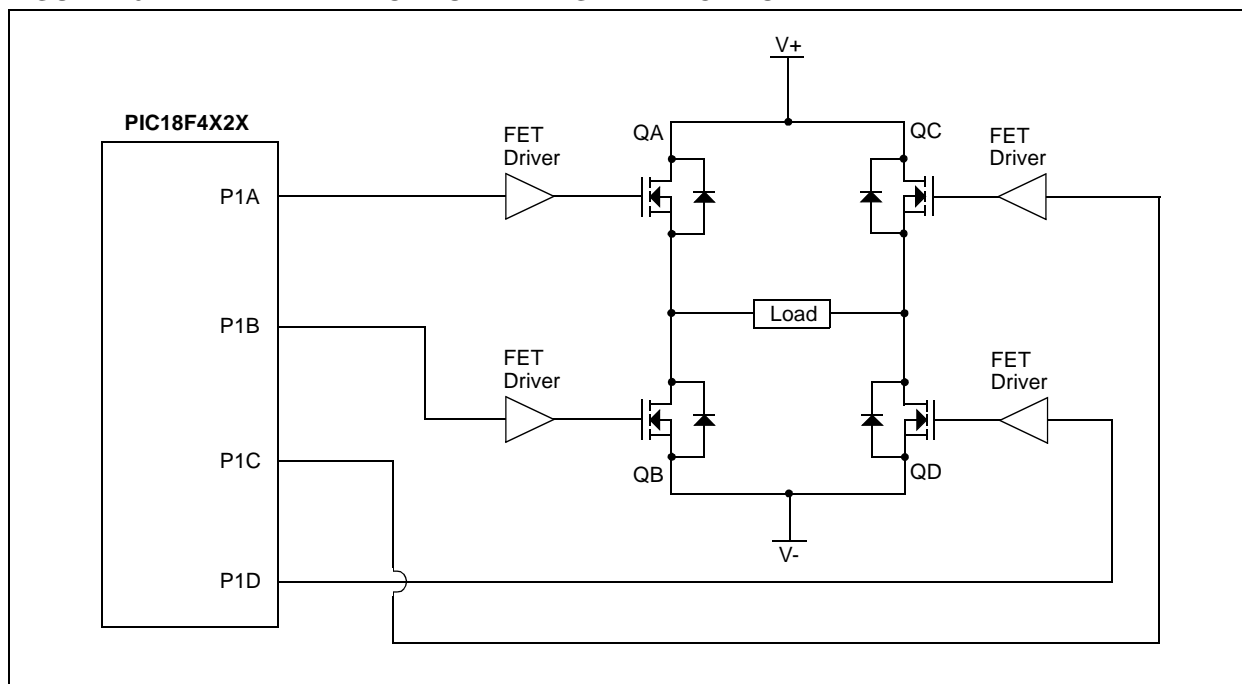 V+
PIC18F4X2X
FET
Driver
QA
QC
FET
Driver
P1A
Load
P1B
FET
Driver
FET
Driver
P1C
QB
QD
V-
P1D